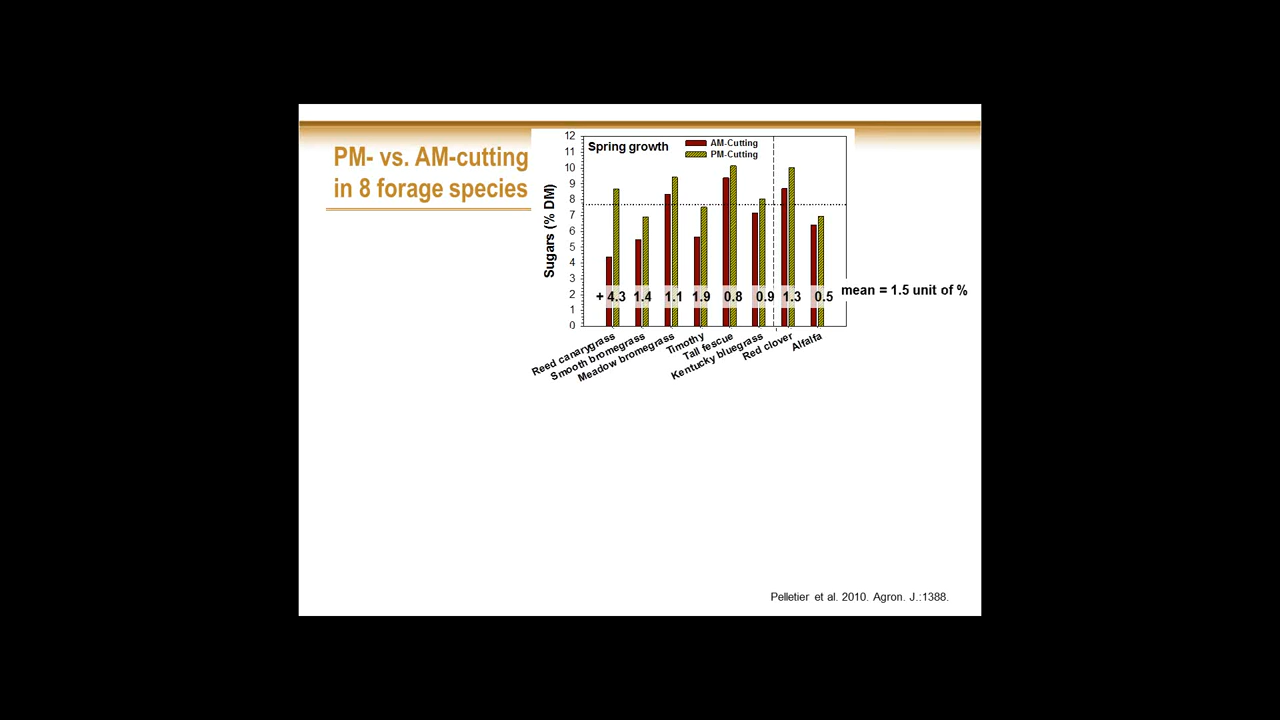 PM- vs. AM-cutting
in 8 forage species
Spring growth
AM-Cutting
PM-Cutting
Sugars (% DM)
12
11
10
9
8
7
6
5
4
3
2
1
0
+ 4.3 1.4 1.1 1.9 0.8 0.9 1.3 0.5
mean = 1.5 unit of %
Reed canarygrass
Smooth bromegrass
Meadow bromegrass
Timothy
Tall fescue
Kentucky bluegrass
Red clover
Alfalfa
Pelletier et al. 2010. Agron. J.:1388.